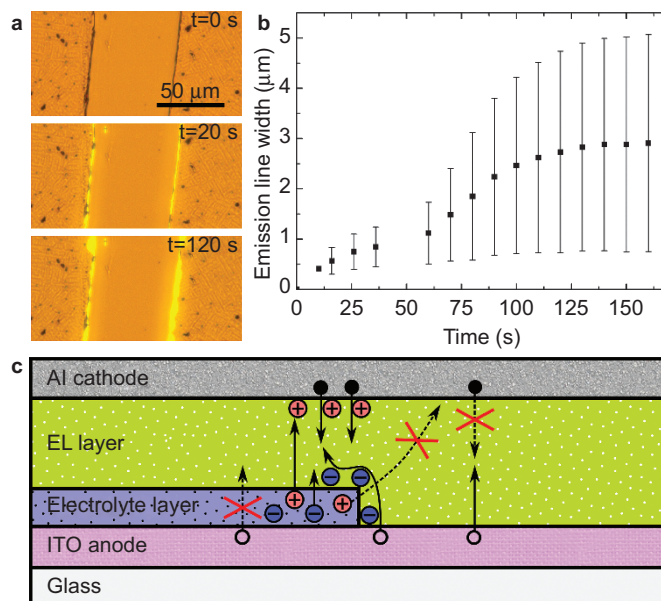 a
t=0 s
50 μm
t=20 s
t=120 s
b
Emission line width (μm)
5
4
3
2
1
0
0 25 50 75 100 125 150
Time (s)
c
Al cathode
EL layer
Electrolyte layer
ITO anode
Glass
+ + +
− −
+ +
− − −